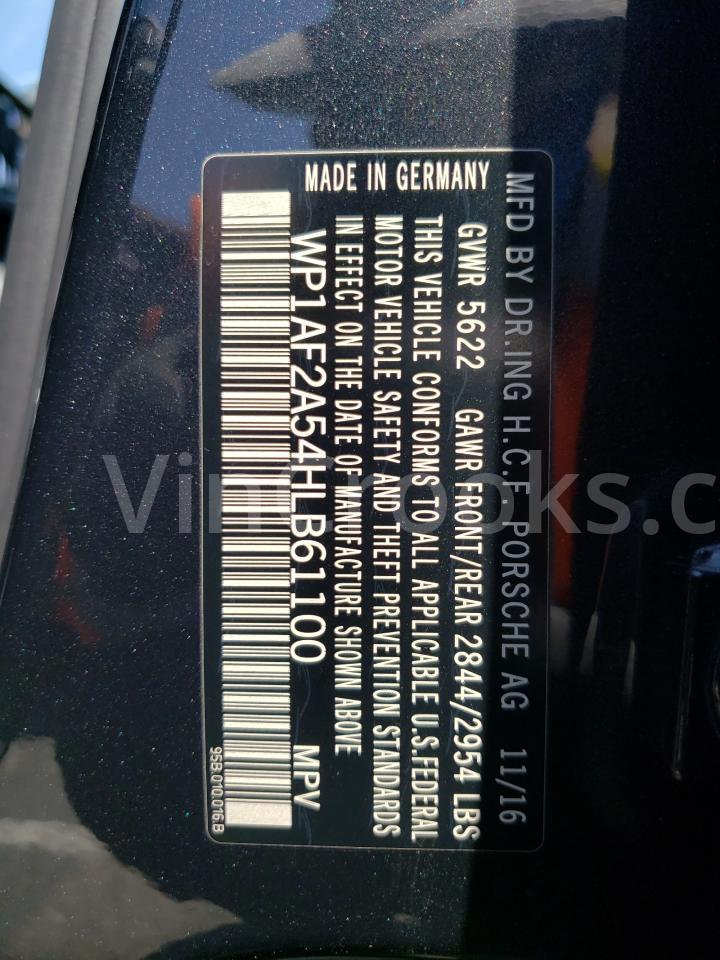 MFD BY DR.ING H.C.F. PORSCHE AG 11/16
GVWR 5622 GAWR FRONT/REAR 2844/2954 LBS
THIS VEHICLE CONFORMS TO ALL APPLICABLE U.S.FEDERAL
MOTOR VEHICLE SAFETY AND THEFT PREVENTION STANDARDS
IN EFFECT ON THE DATE OF MANUFACTURE SHOWN ABOVE
WP1AF2A54HLB61100 MPV
MADE IN GERMANY
95B.010.016.B
VinCrooks.c